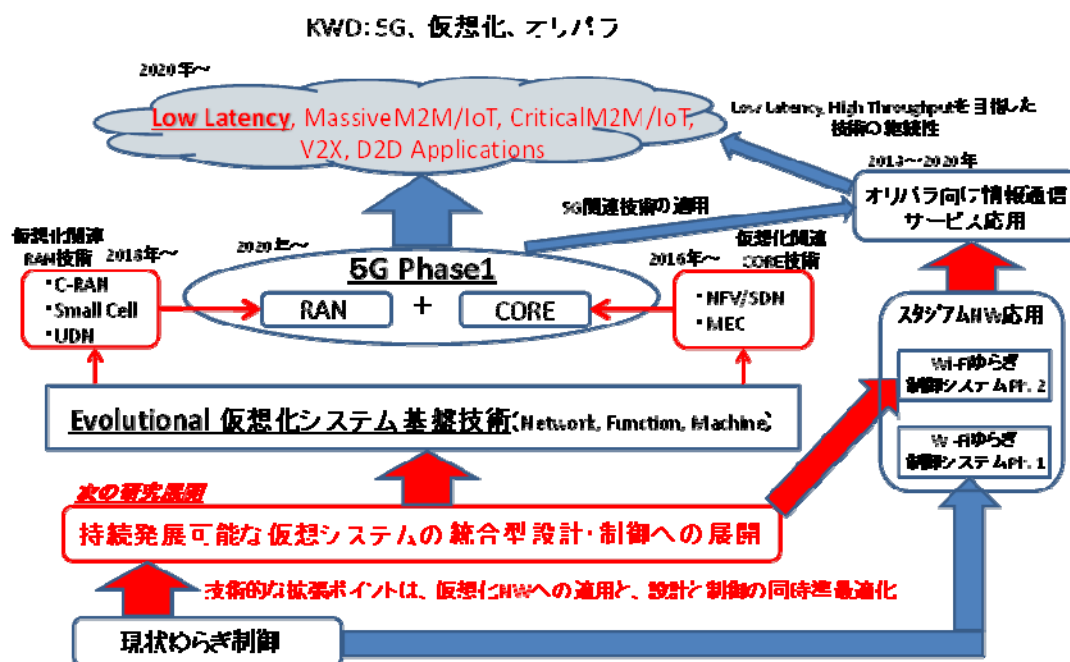 KWD: 5G、仮想化、オリパラ
2020年～
Low Latency, MassiveM2M/IoT, CriticalM2M/IoT,
V2X, D2D Applications
Low Latency, High Throughputを目指した
技術の継続性
2018～2020年
オリパラ向け情報通信
サービス応用
5G関連技術の適用
仮想化関連
RAN技術
2018年～
・C-RAN
・Small Cell
・UDN
2020年～
5G Phase1
RAN
+
CORE
2016年～
仮想化関連
CORE技術
・NFV/SDN
・MEC
スタジアムNW応用
Wi-Fiゆらぎ
制御システムPh. 2
Wi-Fiゆらぎ
制御システムPh. 1
Evolutional 仮想化システム基盤技術(Network, Function, Machine)
次の研究展開
持続発展可能な仮想システムの統合型設計・制御への展開
技術的な拡張ポイントは、仮想化NWへの適用と、設計と制御の同時準最適化
現状ゆらぎ制御